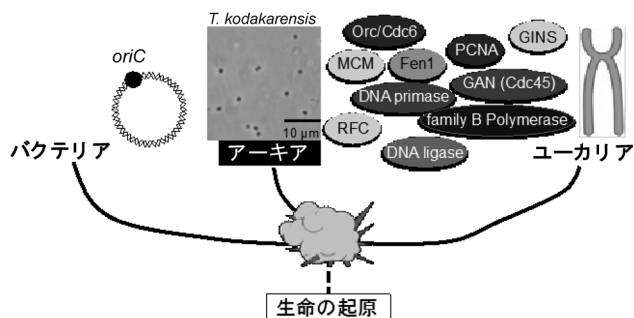 T. kodakarensis
oriC
10 µm
Orc/Cdc6
PCNA
GINS
MCM
Fen1
GAN (Cdc45)
DNA primase
family B Polymerase
RFC
DNA ligase
バクテリア
アーキア
ユーカリア
生命の起原